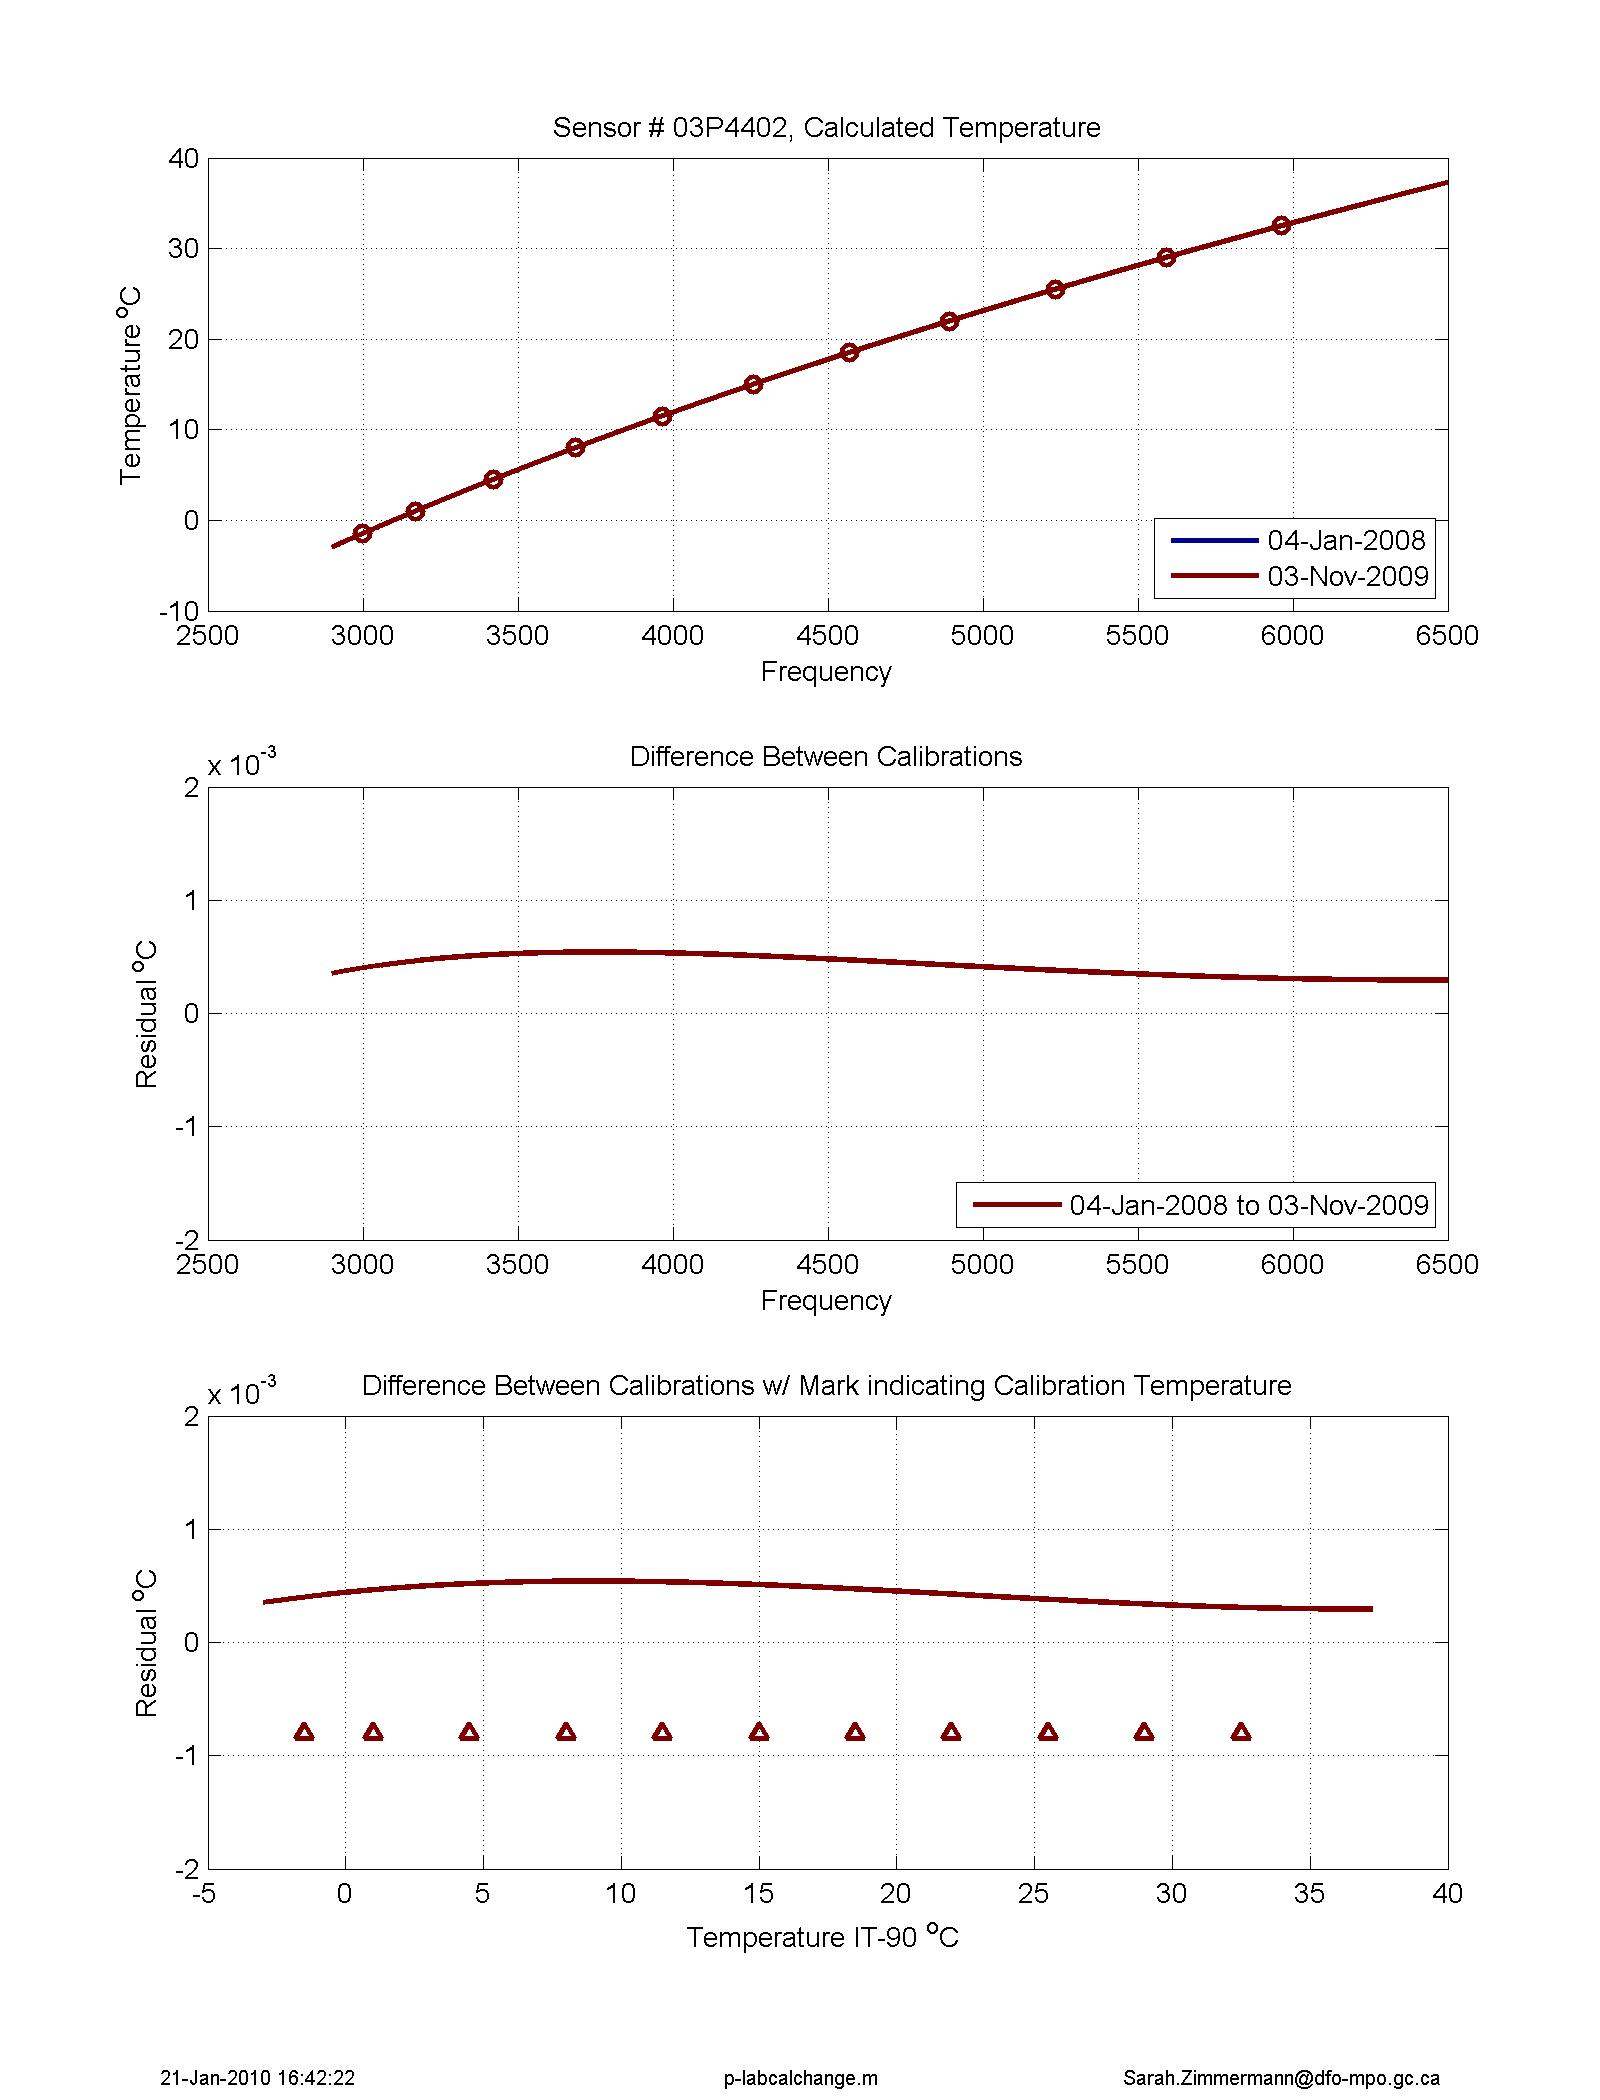 Sensor # 03P4402, Calculated Temperature
40
30
20
10
0
-10
Temperature °C
04-Jan-2008
03-Nov-2009
2500 3000 3500 4000 4500 5000 5500 6000 6500
Frequency
Difference Between Calibrations
x 10-3
2
1
0
-1
-2
Residual °C
04-Jan-2008 to 03-Nov-2009
2500 3000 3500 4000 4500 5000 5500 6000 6500
Frequency
Difference Between Calibrations w/ Mark indicating Calibration Temperature
x 10-3
2
1
0
-1
-2
Residual °C
-5 0 5 10 15 20 25 30 35 40
Temperature IT-90 °C
21-Jan-2010 16:42:22 p-labcalchange.m Sarah.Zimmermann@dfo-mpo.gc.ca